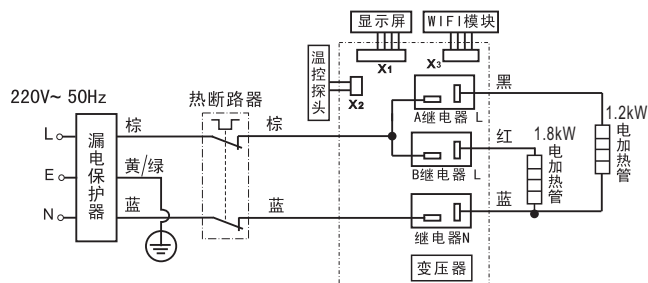 显示屏
WIFI模块
X1
X3
温控探头
X2
220V~ 50Hz
热断路器
L
E
N
漏电保护器
棕
黄/绿
蓝
棕
蓝
A继电器 L
B继电器 L
继电器N
变压器
黑
红
蓝
1.8kW
电加热管
1.2kW
电加热管